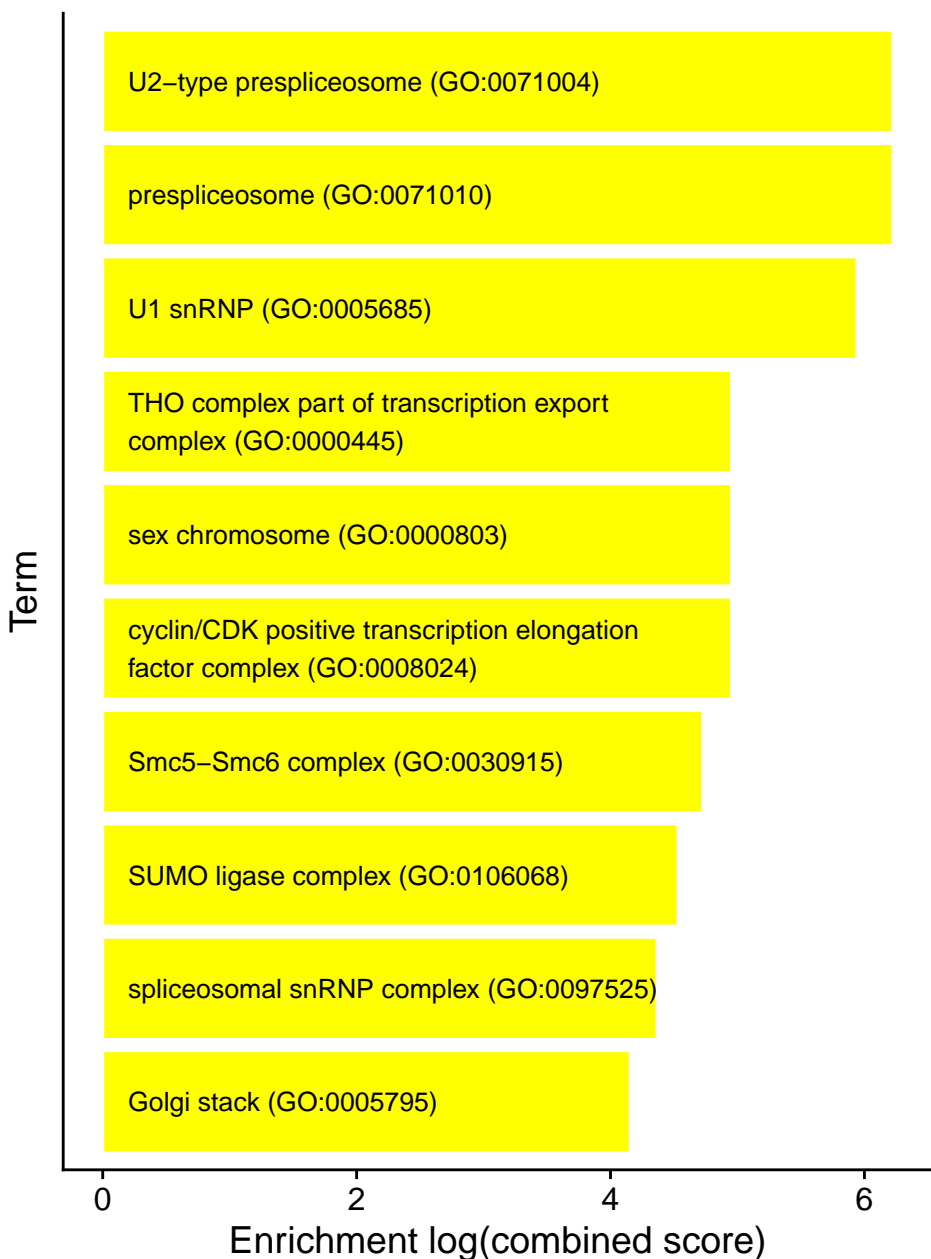 U2−type prespliceosome (GO:0071004)
prespliceosome (GO:0071010)
U1 snRNP (GO:0005685)
THO complex part of transcription export
complex (GO:0000445)
sex chromosome (GO:0000803)
cyclin/CDK positive transcription elongation
factor complex (GO:0008024)
Smc5−Smc6 complex (GO:0030915)
SUMO ligase complex (GO:0106068)
spliceosomal snRNP complex (GO:0097525)
Golgi stack (GO:0005795)
Term
0 2 4 6
Enrichment log(combined score)